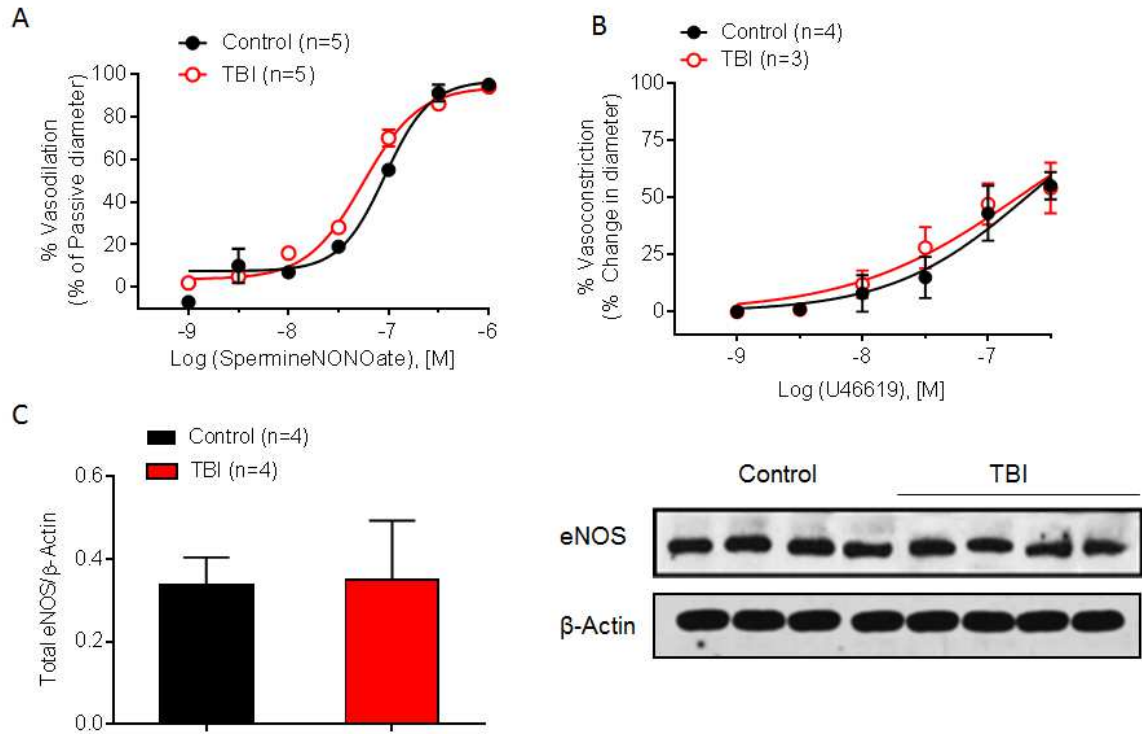 A
Control (n=5)
TBI (n=5)
% Vasodilation
(% of Passive diameter)
100
80
60
40
20
0
-9
-8
-7
-6
Log (SpermineNONOate), [M]
B
Control (n=4)
TBI (n=3)
% Vasoconstriction
(% Change in diameter)
100
75
50
25
0
-9
-8
-7
Log (U46619), [M]
C
Control (n=4)
TBI (n=4)
Total eNOS/β-Actin
0.6
0.4
0.2
0.0
Control
TBI
eNOS
β-Actin